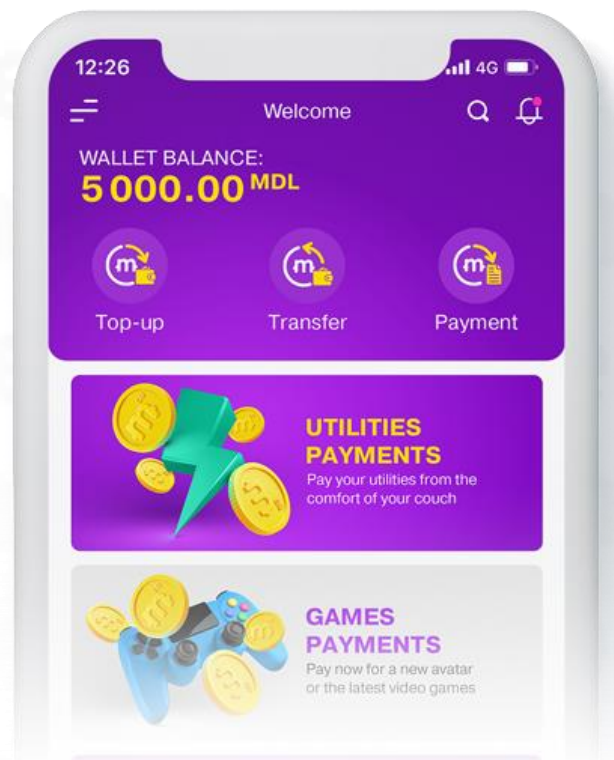 12:26
4G
Welcome
WALLET BALANCE:
5 000.00 MDL
Top-up
Transfer
Payment
UTILITIES
PAYMENTS
Pay your utilities from the
comfort of your couch
GAMES
PAYMENTS
Pay now for a new avatar
or the latest video games